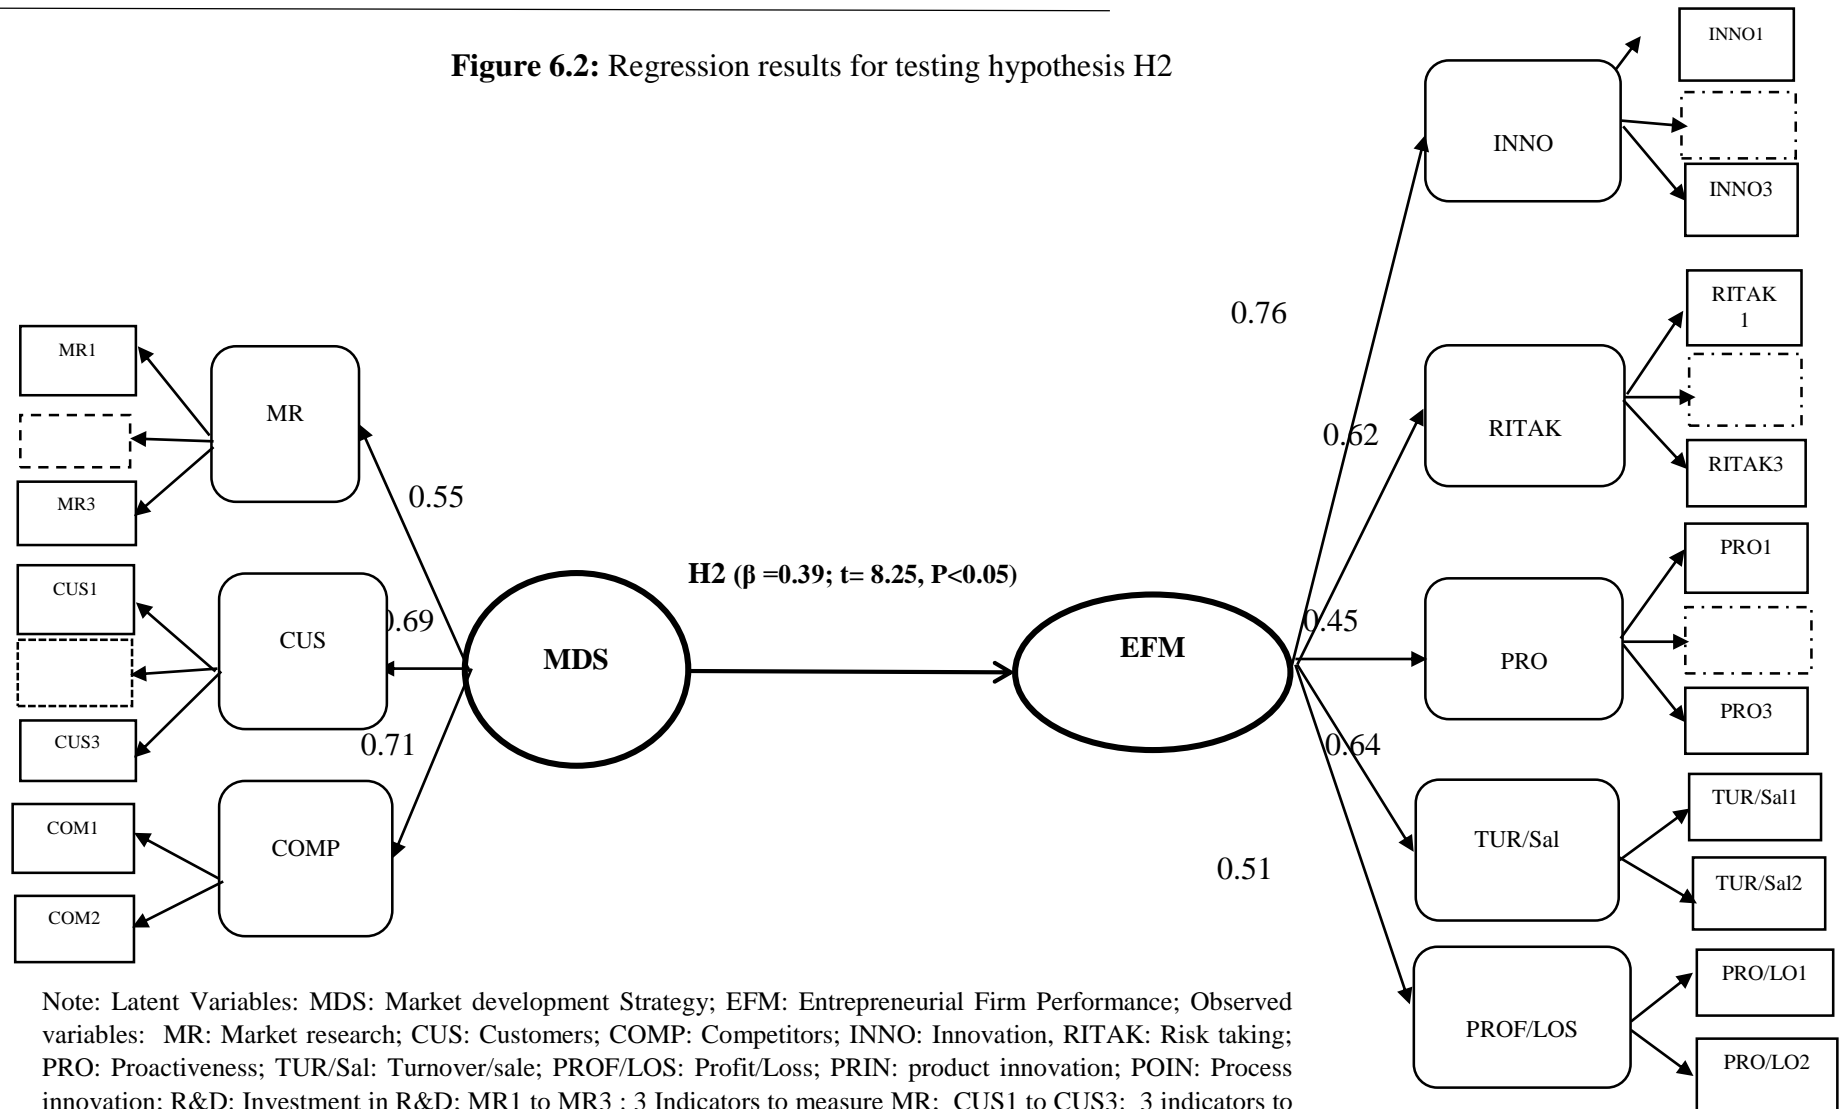 Figure 6.2: Regression results for testing hypothesis H2
INNO1
INNO
INNO3
0.76
RITAK
1
MR1
MR
0.62
RITAK
RITAK3
MR3
0.55
PRO1
H2 (β =0.39; t= 8.25, P<0.05)
CUS1
CUS
0.69
MDS
EFM
0.45
PRO
PRO3
CUS3
0.71
0.64
TUR/Sal1
COM1
COMP
TUR/Sal
0.51
TUR/Sal2
COM2
PRO/LO1
PROF/LOS
PRO/LO2
Note: Latent Variables: MDS: Market development Strategy; EFM: Entrepreneurial Firm Performance; Observed
variables: MR: Market research; CUS: Customers; COMP: Competitors; INNO: Innovation, RITAK: Risk taking;
PRO: Proactiveness; TUR/Sal: Turnover/sale; PROF/LOS: Profit/Loss; PRIN: product innovation; POIN: Process
innovation; R&D: Investment in R&D; MR1 to MR3 ; 3 Indicators to measure MR; CUS1 to CUS3: 3 indicators to